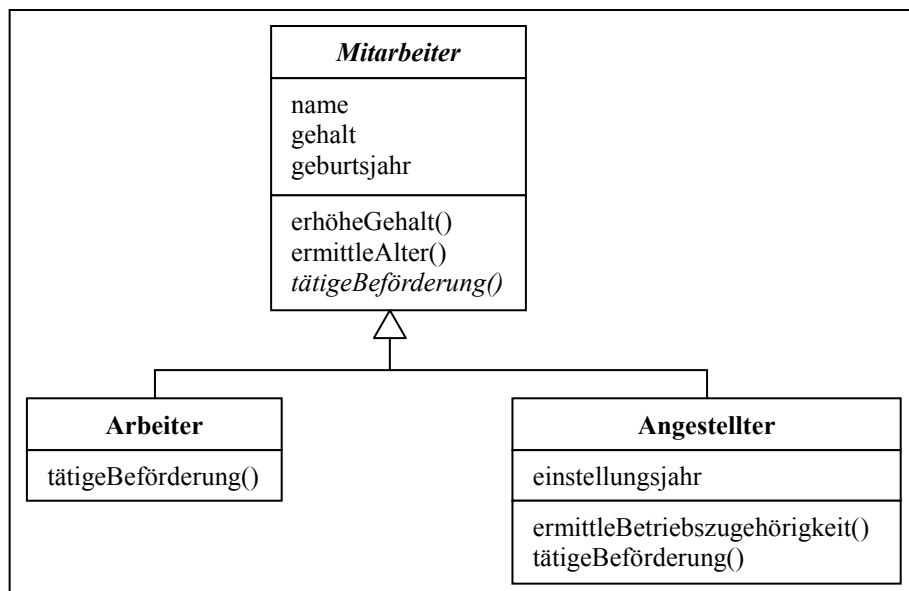 Mitarbeiter
name
gehalt
geburtsjahr
erhöheGehalt()
ermittleAlter()
tätigeBeförderung()
Arbeiter
tätigeBeförderung()
Angestellter
einstellungsjahr
ermittleBetriebszugehörigkeit()
tätigeBeförderung()